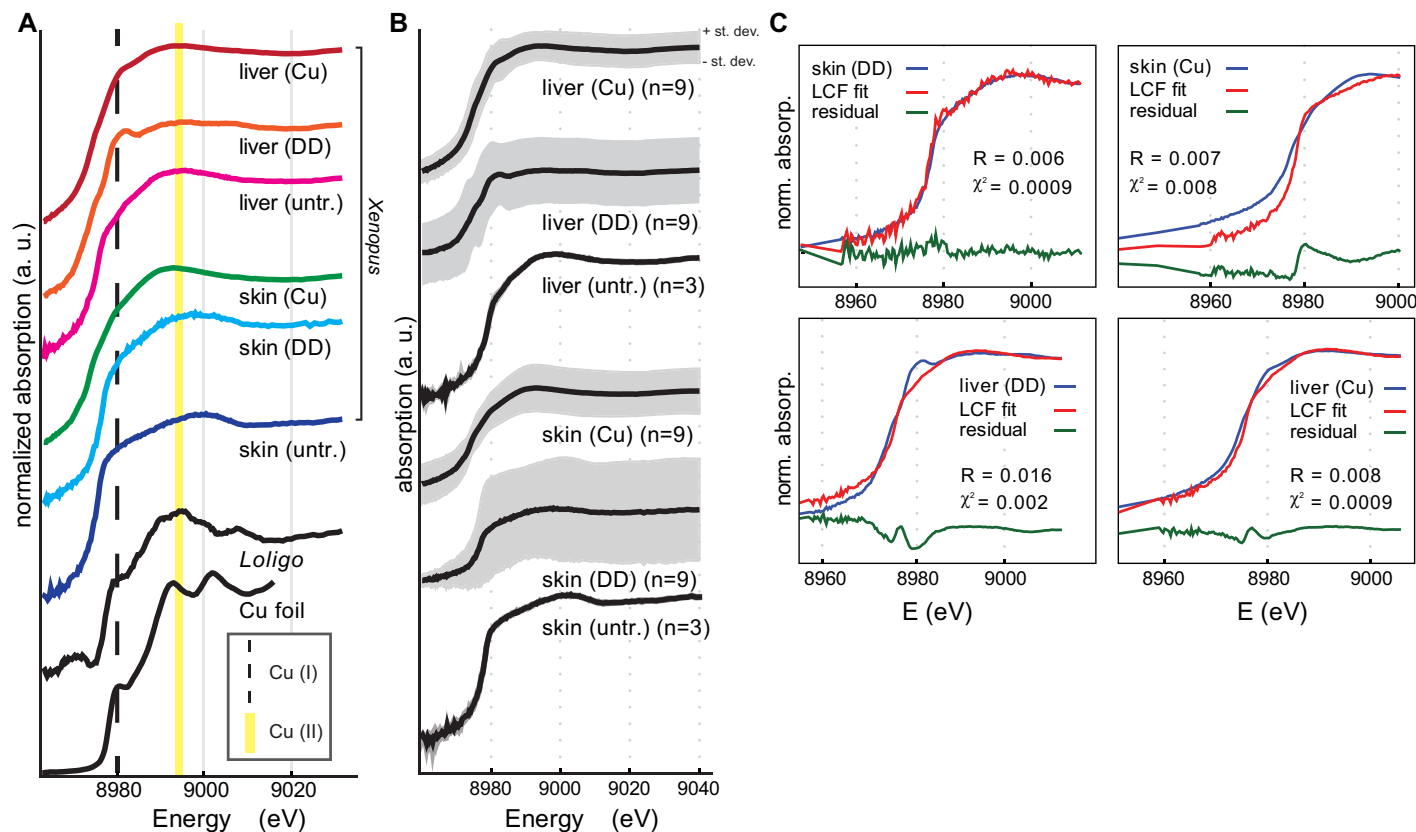 A
normalized absorption (a. u.)
liver (Cu)
liver (DD)
liver (untr.)
skin (Cu)
skin (DD)
skin (untr.)
Xenopus
Loligo
Cu foil
Cu (I)
Cu (II)
8980
9000
9020
Energy (eV)
B
absorption (a. u.)
+ st. dev.
- st. dev.
liver (Cu) (n=9)
liver (DD) (n=9)
liver (untr.) (n=3)
skin (Cu) (n=9)
skin (DD) (n=9)
skin (untr.) (n=3)
8980
9000
9020
9040
Energy (eV)
C
norm. absorp.
skin (DD)
LCF fit
residual
R = 0.006
χ² = 0.0009
8960
8980
9000
skin (Cu)
LCF fit
residual
R = 0.007
χ² = 0.008
8960
8980
9000
norm. absorp.
liver (DD)
LCF fit
residual
R = 0.016
χ² = 0.002
8960
8980
9000
E (eV)
liver (Cu)
LCF fit
residual
R = 0.008
χ² = 0.0009
8960
8980
9000
E (eV)